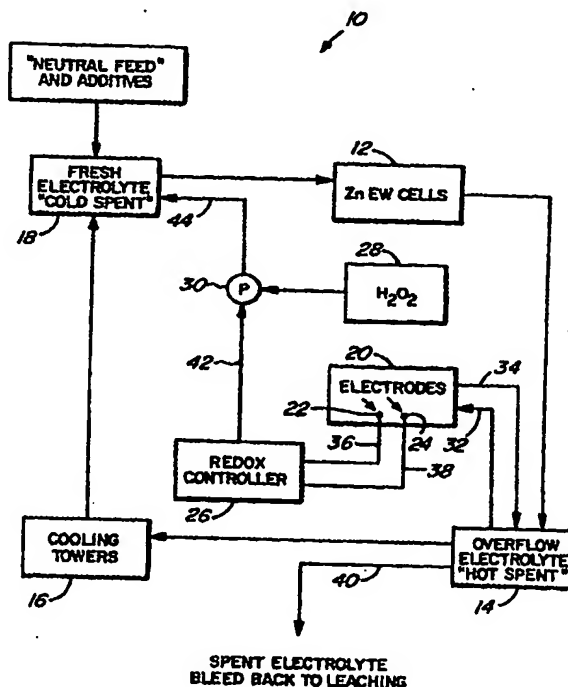 10
"NEUTRAL FEED"
AND ADDITIVES
FRESH
ELECTROLYTE
"COLD SPENT"
18
44
12
Zn EW CELLS
30
P
28
H2O2
42
20
ELECTRODES
34
22
24
32
36
38
REDOX
CONTROLLER
26
COOLING
TOWERS
16
40
OVERFLOW
ELECTROLYTE
"HOT SPENT"
14
SPENT ELECTROLYTE
BLEED BACK TO LEACHING